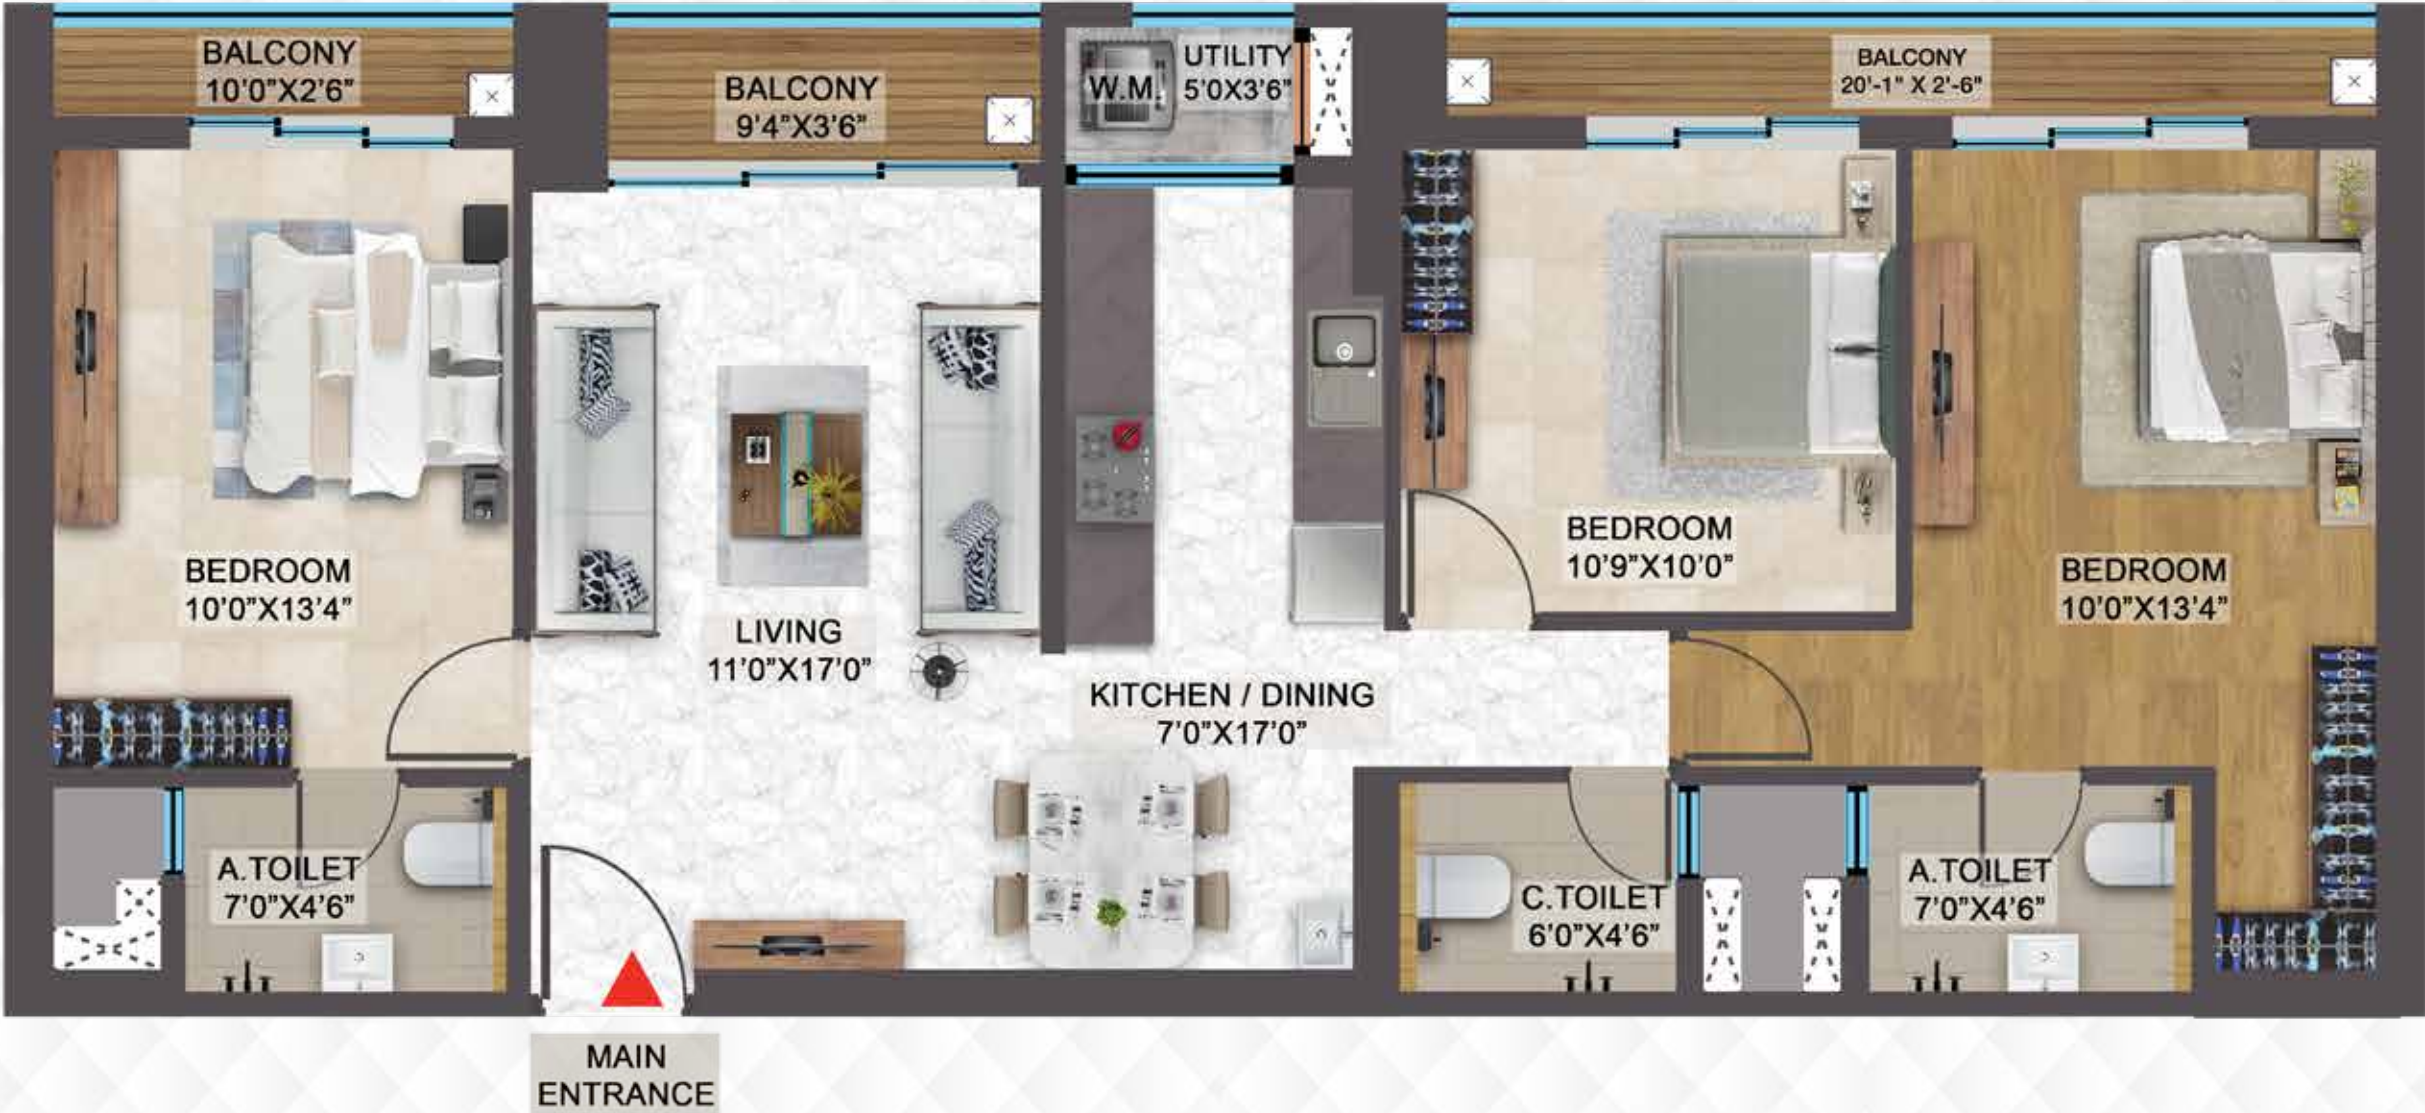 BALCONY
10'0"X2'6"
BALCONY
9'4"X3'6"
W.M.
UTILITY
5'0X3'6"
BALCONY
20'-1" X 2'-6"
BEDROOM
10'0"X13'4"
LIVING
11'0"X17'0"
KITCHEN / DINING
7'0"X17'0"
BEDROOM
10'9"X10'0"
BEDROOM
10'0"X13'4"
A.TOILET
7'0"X4'6"
C.TOILET
6'0"X4'6"
A.TOILET
7'0"X4'6"
MAIN
ENTRANCE